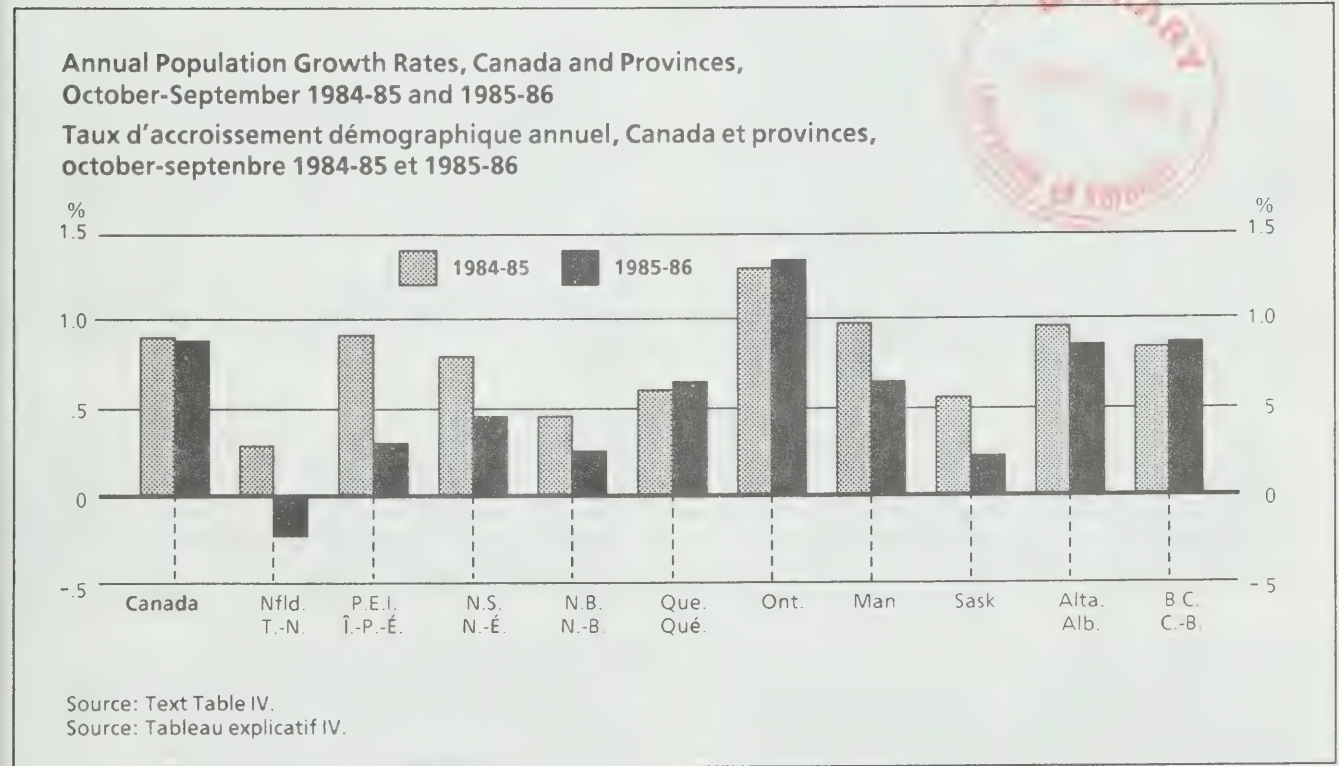 Annual Population Growth Rates, Canada and Provinces,
October-September 1984-85 and 1985-86
Taux d'accroissement démographique annuel, Canada et provinces,
october-septenbre 1984-85 et 1985-86
% %
1.5 1.5
1984-85 1985-86
1.0 1.0
.5 5
0 0
-.5 - 5
Canada Nfld. P.E.I. N.S. N.B. Que. Ont. Man Sask Alta. B C.
T.-N. Î.-P.-É. N.-É. N.-B. Qué. Alb. C.-B.
Source: Text Table IV.
Source: Tableau explicatif IV.